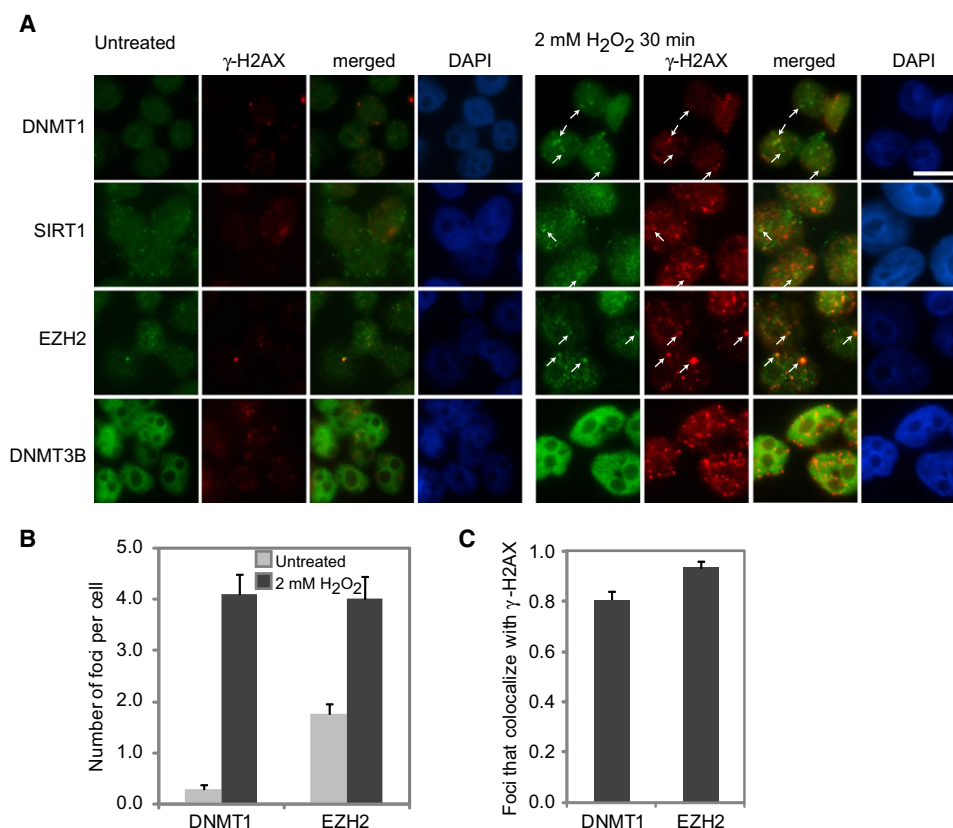 A
Untreated
2 mM H₂O₂ 30 min
γ-H2AX merged DAPI γ-H2AX merged DAPI
DNMT1
SIRT1
EZH2
DNMT3B
B
Number of foci per cell
5.0
4.0
3.0
2.0
1.0
0.0
Untreated
2 mM H₂O₂
DNMT1 EZH2
C
Foci that colocalize with γ-H2AX
1.0
0.8
0.6
0.4
0.2
0.0
DNMT1 EZH2